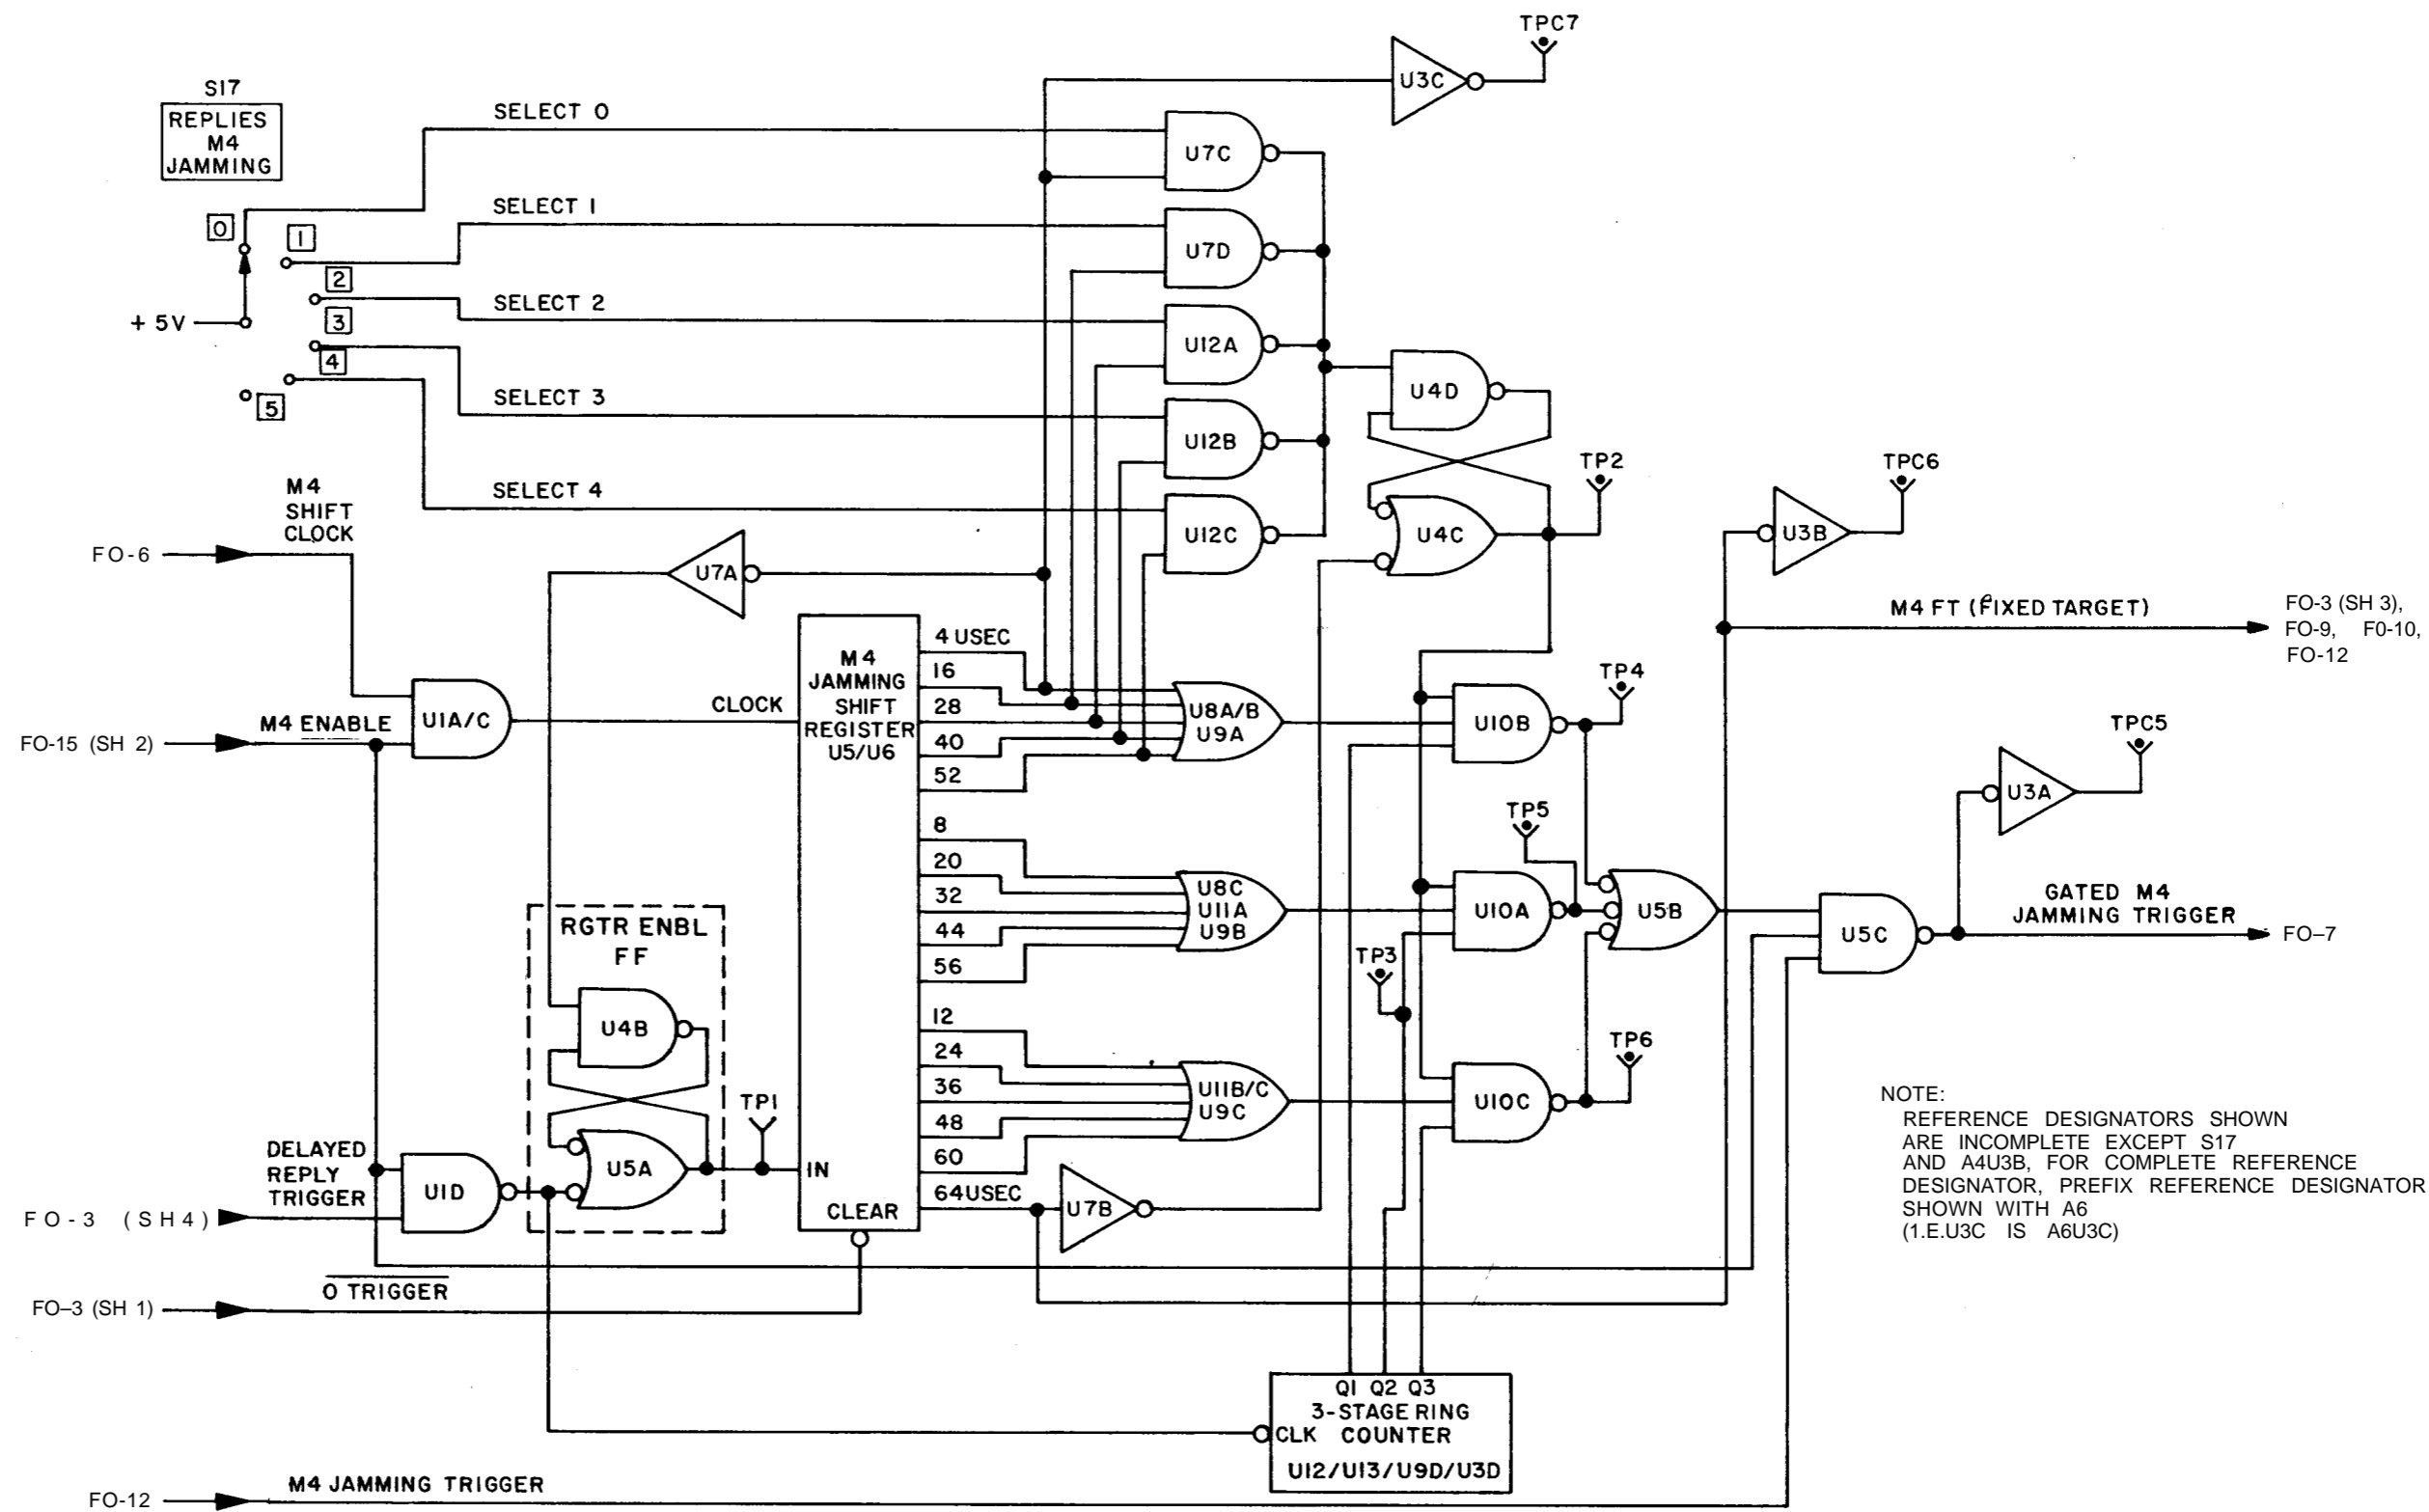 TPC7
U3C
S17
REPLIES
M4
JAMMING
SELECT 0
U7C
0
1
SELECT 1
U7D
2
SELECT 2
3
+ 5V
U12A
4
U4D
5
SELECT 3
U12B
TP2
TPC6
M4
SHIFT
CLOCK
SELECT 4
U12C
U4C
U3B
FO-6
U7A
M4 FT (FIXED TARGET)
FO-3 (SH 3),
FO-9, F0-10,
FO-12
M4
JAMMING
SHIFT
REGISTER
U5/U6
4 USEC
16
28
40
52
TP4
CLOCK
U1A/C
U8A/B
U9A
U10B
M4 ENABLE
FO-15 (SH 2)
TPC5
U3A
8
20
32
44
56
TP5
U8C
U11A
U9B
U10A
U5B
GATED M4
JAMMING TRIGGER
U5C
FO–7
RGTR ENBL
FF
TP3
U4B
12
24
36
48
60
64USEC
U11B/C
U9C
U10C
TP6
TP1
DELAYED
REPLY
TRIGGER
U1D
U5A
IN
CLEAR
U7B
FO-3 (SH4)
NOTE:
REFERENCE DESIGNATORS SHOWN
ARE INCOMPLETE EXCEPT S17
AND A4U3B, FOR COMPLETE REFERENCE
DESIGNATOR, PREFIX REFERENCE DESIGNATOR
SHOWN WITH A6
(1.E.U3C IS A6U3C)
0 TRIGGER
FO–3 (SH 1)
Q1 Q2 Q3
3-STAGE RING
CLK COUNTER
U12/U13/U9D/U3D
M4 JAMMING TRIGGER
FO-12